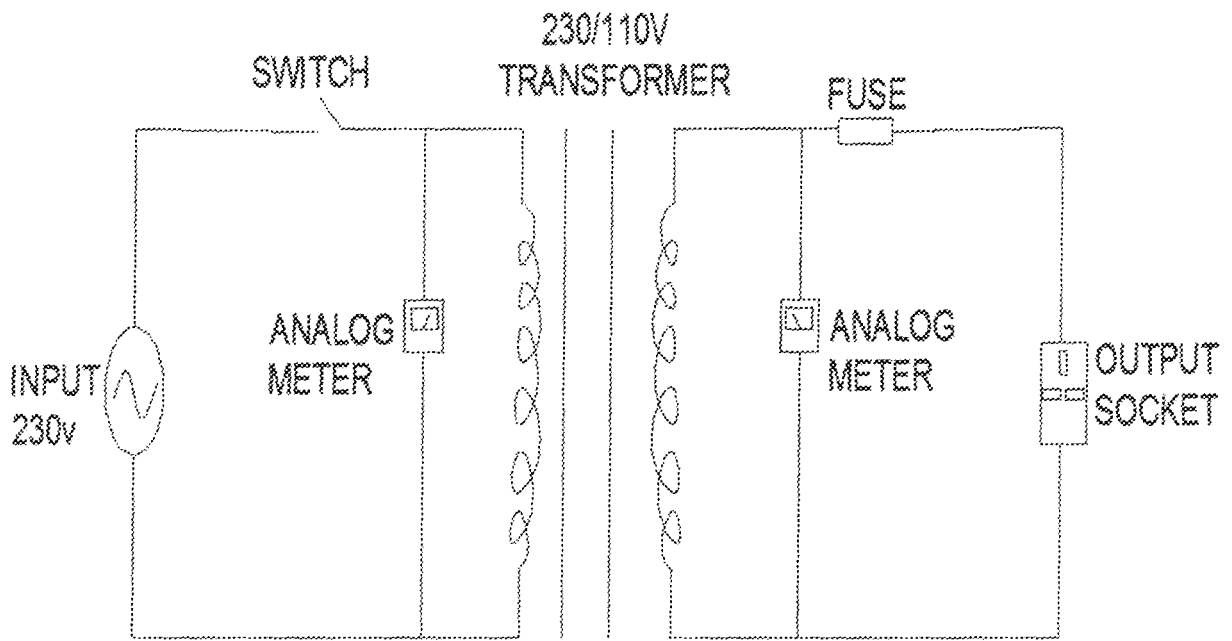 230/110V
TRANSFORMER
SWITCH
FUSE
ANALOG
METER
ANALOG
METER
INPUT
230v
OUTPUT
SOCKET